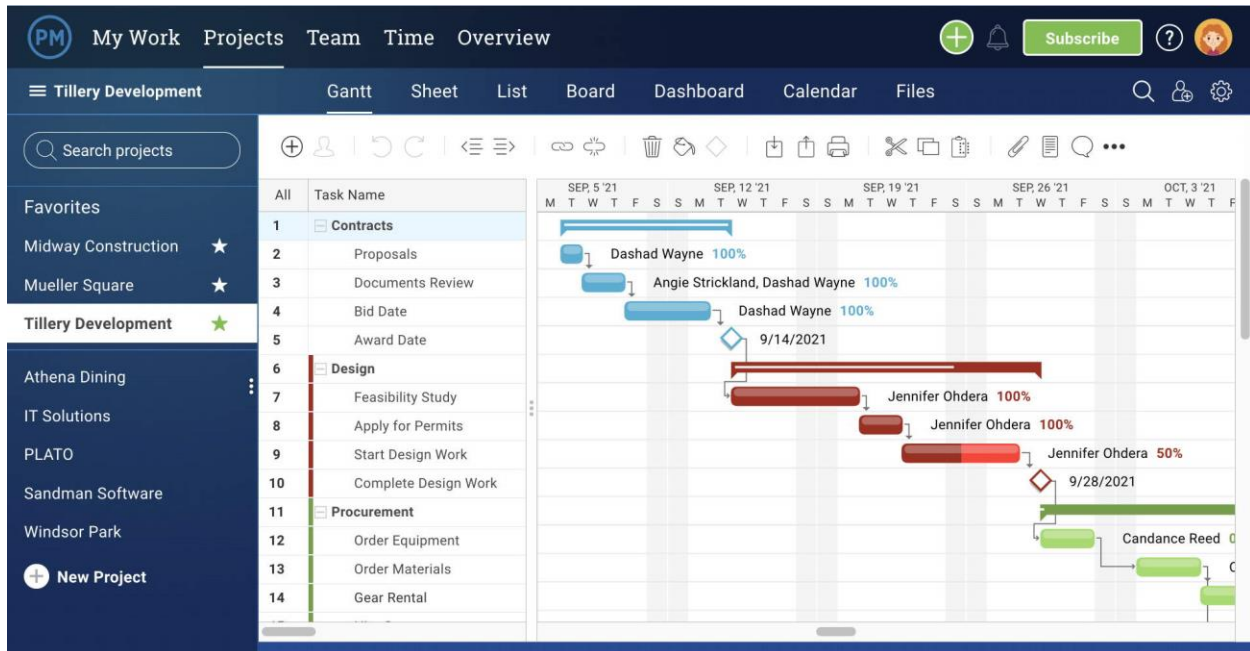 PM My Work Projects Team Time Overview Subscribe ?
Tillery Development Gantt Sheet List Board Dashboard Calendar Files
Search projects
Favorites
Midway Construction
Mueller Square
Tillery Development
Athena Dining
IT Solutions
PLATO
Sandman Software
Windsor Park
New Project
All Task Name SEP, 5 '21 SEP, 12 '21 SEP, 19 '21 SEP, 26 '21 OCT, 3 '21
M T W T F S S M T W T F S S M T W T F S S M T W T F S S M T W T F
1 Contracts
2 Proposals Dashad Wayne 100%
3 Documents Review Angie Strickland, Dashad Wayne 100%
4 Bid Date Dashad Wayne 100%
5 Award Date 9/14/2021
6 Design
7 Feasibility Study Jennifer Ohdera 100%
8 Apply for Permits Jennifer Ohdera 100%
9 Start Design Work Jennifer Ohdera 50%
10 Complete Design Work 9/28/2021
11 Procurement
12 Order Equipment Candance Reed
13 Order Materials
14 Gear Rental